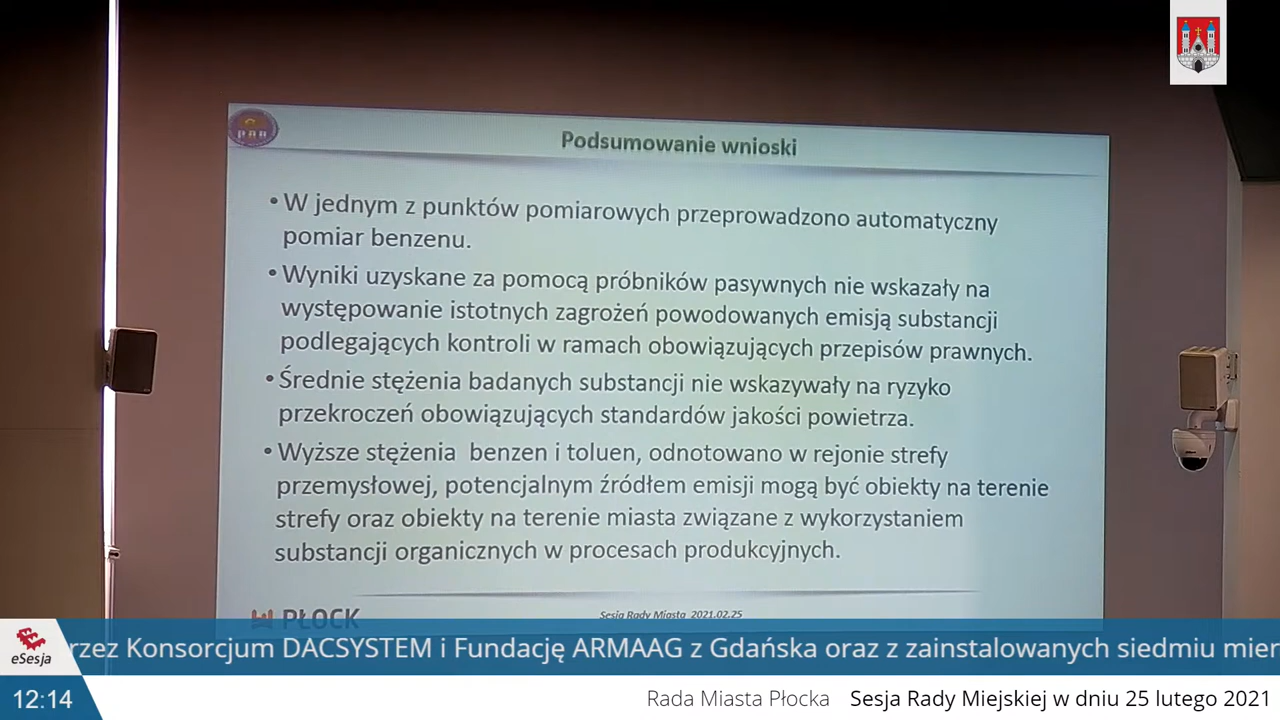 Podsumowanie wnioski
• W jednym z punktów pomiarowych przeprowadzono automatyczny
pomiar benzenu.
• Wyniki uzyskane za pomocą próbników pasywnych nie wskazały na
występowanie istotnych zagrożeń powodowanych emisją substancji
podlegających kontroli w ramach obowiązujących przepisów prawnych.
• Średnie stężenia badanych substancji nie wskazywały na ryzyko
przekroczeń obowiązujących standardów jakości powietrza.
• Wyższe stężenia benzen i toluen, odnotowano w rejonie strefy
przemysłowej, potencjalnym źródłem emisji mogą być obiekty na terenie
strefy oraz obiekty na terenie miasta związane z wykorzystaniem
substancji organicznych w procesach produkcyjnych.
PŁOCK
Sesja Rady Miasta 2021.02.25
eSesja
rzez Konsorcjum DACSYSTEM i Fundację ARMAAG z Gdańska oraz z zainstalowanych siedmiu mier
12:14
Rada Miasta Płocka Sesja Rady Miejskiej w dniu 25 lutego 2021